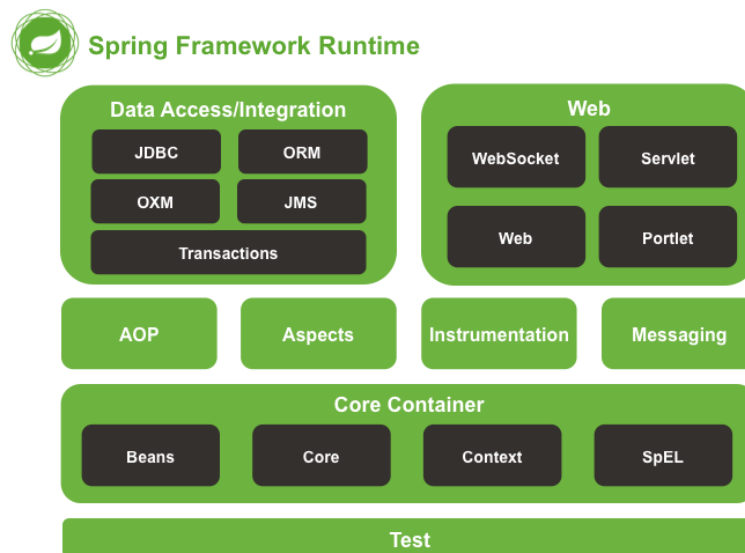 Spring Framework Runtime
Data Access/Integration
Web
JDBC
ORM
WebSocket
Servlet
OXM
JMS
Web
Portlet
Transactions
AOP
Aspects
Instrumentation
Messaging
Core Container
Beans
Core
Context
SpEL
Test